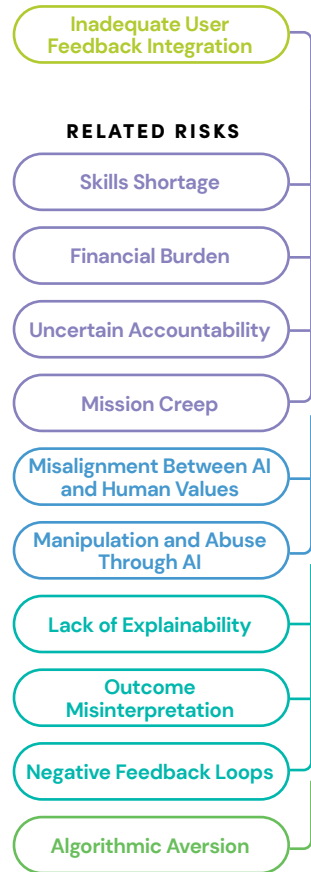 Inadequate User
Feedback Integration
RELATED RISKS
Skills Shortage
Financial Burden
Uncertain Accountability
Mission Creep
Misalignment Between AI
and Human Values
Manipulation and Abuse
Through AI
Lack of Explainability
Outcome
Misinterpretation
Negative Feedback Loops
Algorithmic Aversion